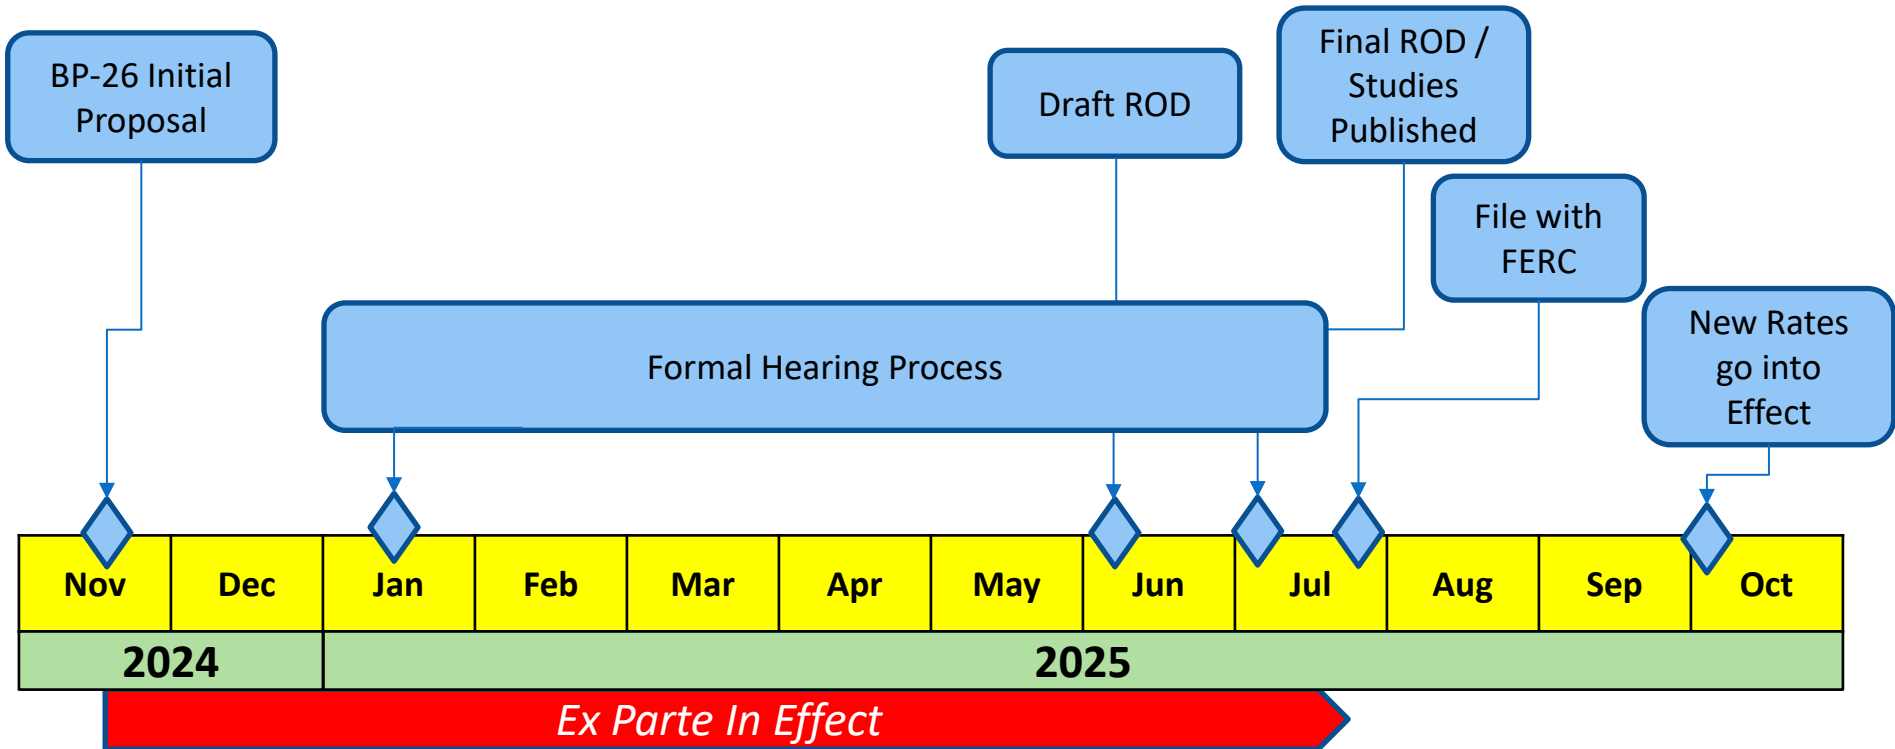 BP-26 Initial
Proposal
Draft ROD
Final ROD /
Studies
Published
File with
FERC
New Rates
go into
Effect
Formal Hearing Process
Nov Dec Jan Feb Mar Apr May Jun Jul Aug Sep Oct
2024 2025
Ex Parte In Effect